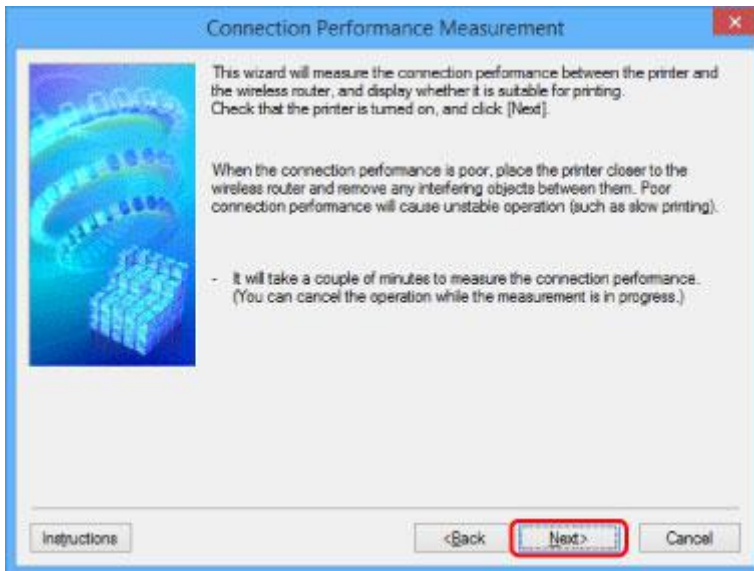 Connection Performance Measurement
This wizard will measure the connection performance between the printer and
the wireless router, and display whether it is suitable for printing.
Check that the printer is turned on, and click [Next].
When the connection performance is poor, place the printer closer to the
wireless router and remove any interfering objects between them. Poor
connection performance will cause unstable operation (such as slow printing).
- It will take a couple of minutes to measure the connection performance.
(You can cancel the operation while the measurement is in progress.)
Instructions <Back Next> Cancel